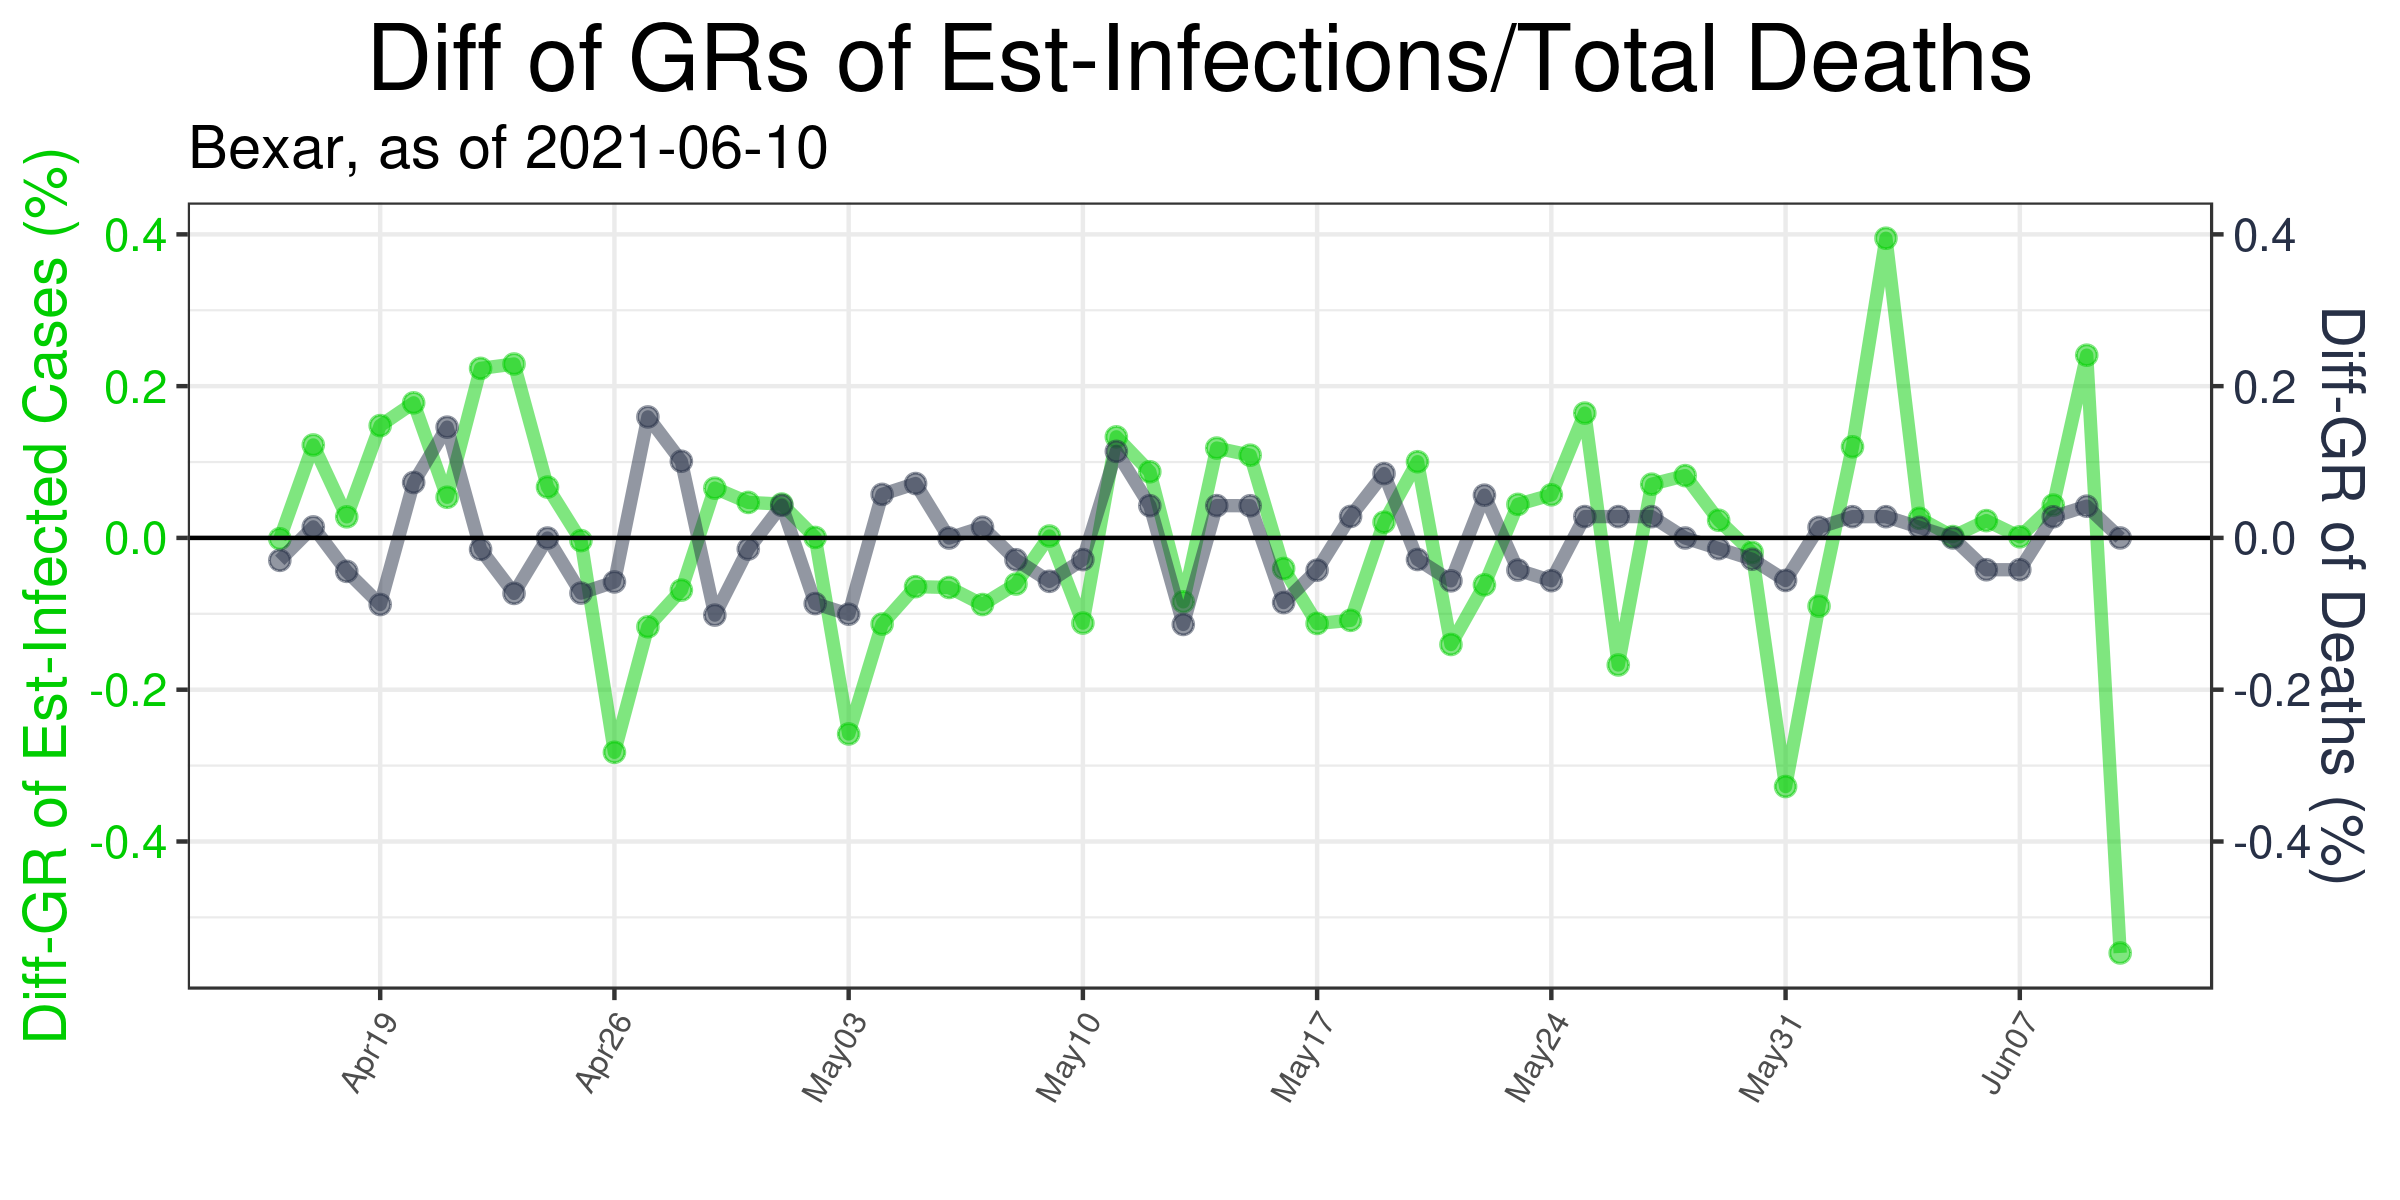 Diff of GRs of Est-Infections/Total Deaths
Bexar, as of 2021-06-10
Diff-GR of Est-Infected Cases (%)
0.4
0.2
0.0
-0.2
-0.4
0.4
0.2
0.0
-0.2
-0.4
Diff-GR of Deaths (%)
Apr19
Apr26
May03
May10
May17
May24
May31
Jun07